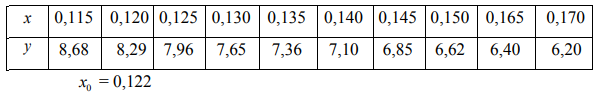 x 0,115 0,120 0,125 0,130 0,135 0,140 0,145 0,150 0,165 0,170
y 8,68 8,29 7,96 7,65 7,36 7,10 6,85 6,62 6,40 6,20
x₀ = 0,122